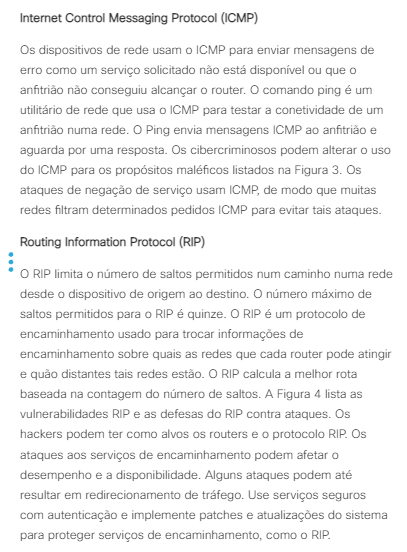 Internet Control Messaging Protocol (ICMP)
Os dispositivos de rede usam o ICMP para enviar mensagens de
erro como um serviço solicitado não está disponível ou que o
anfitrião não conseguiu alcançar o router. O comando ping é um
utilitário de rede que usa o ICMP para testar a conetividade de um
anfitrião numa rede. O Ping envia mensagens ICMP ao anfitrião e
aguarda por uma resposta. Os cibercriminosos podem alterar o uso
do ICMP para os propósitos maléficos listados na Figura 3. Os
ataques de negação de serviço usam ICMP, de modo que muitas
redes filtram determinados pedidos ICMP para evitar tais ataques.
Routing Information Protocol (RIP)
O RIP limita o número de saltos permitidos num caminho numa rede
desde o dispositivo de origem ao destino. O número máximo de
saltos permitidos para o RIP é quinze. O RIP é um protocolo de
encaminhamento usado para trocar informações de
encaminhamento sobre quais as redes que cada router pode atingir
e quão distantes tais redes estão. O RIP calcula a melhor rota
baseada na contagem do número de saltos. A Figura 4 lista as
vulnerabilidades RIP e as defesas do RIP contra ataques. Os
hackers podem ter como alvos os routers e o protocolo RIP. Os
ataques aos serviços de encaminhamento podem afetar o
desempenho e a disponibilidade. Alguns ataques podem até
resultar em redirecionamento de tráfego. Use serviços seguros
com autenticação e implemente patches e atualizações do sistema
para proteger serviços de encaminhamento, como o RIP.